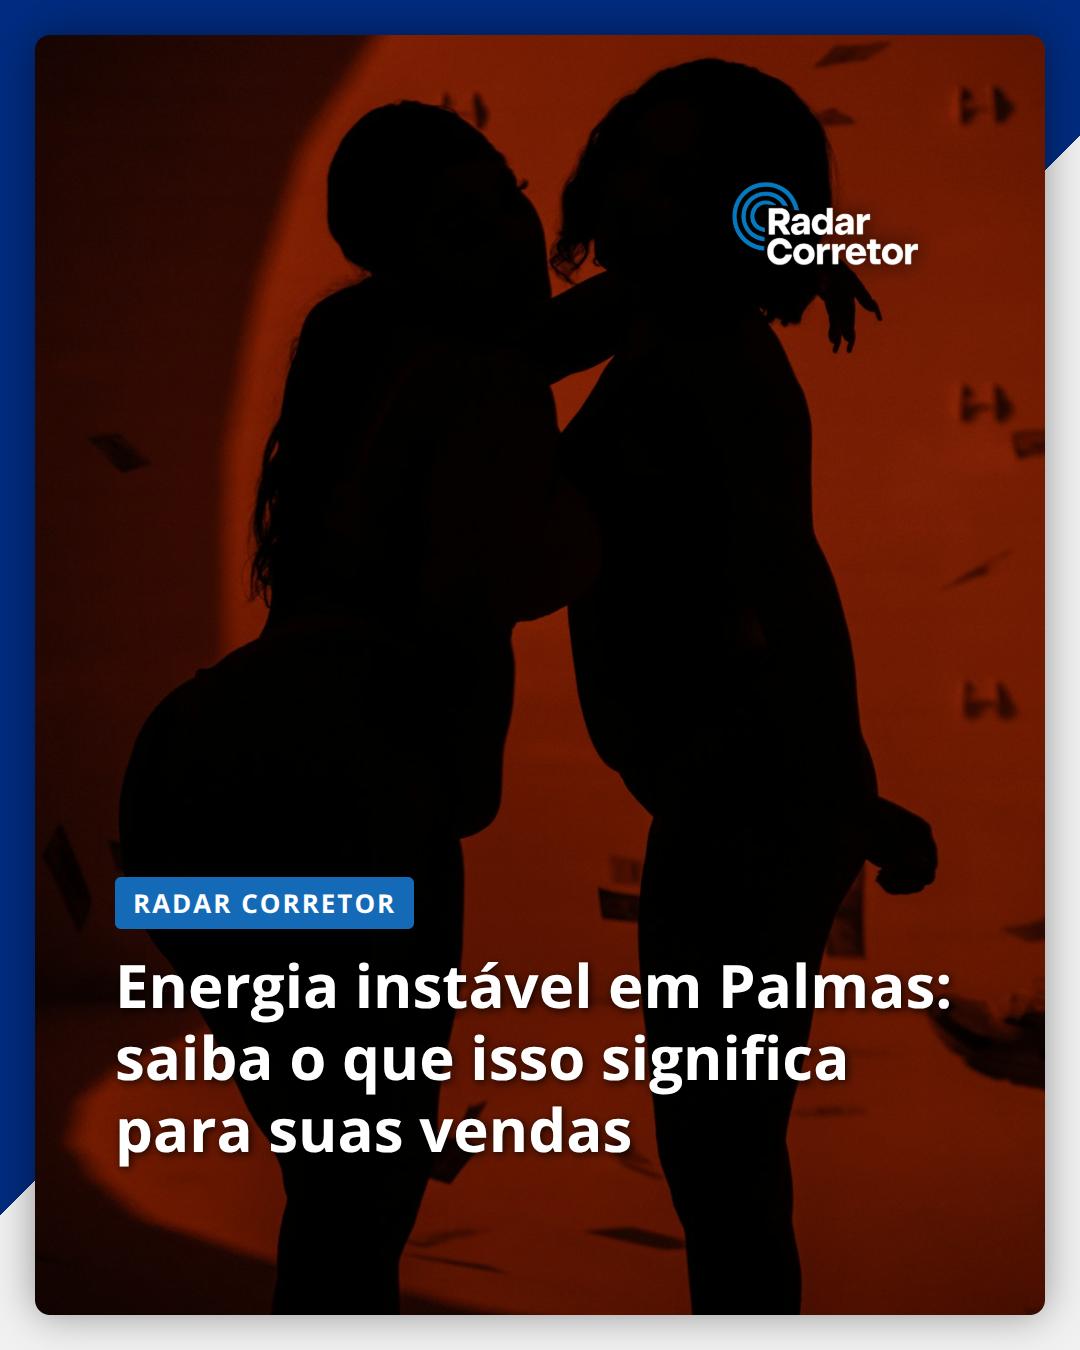 Radar
Corretor
RADAR CORRETOR
Energia instável em Palmas:
saiba o que isso significa
para suas vendas